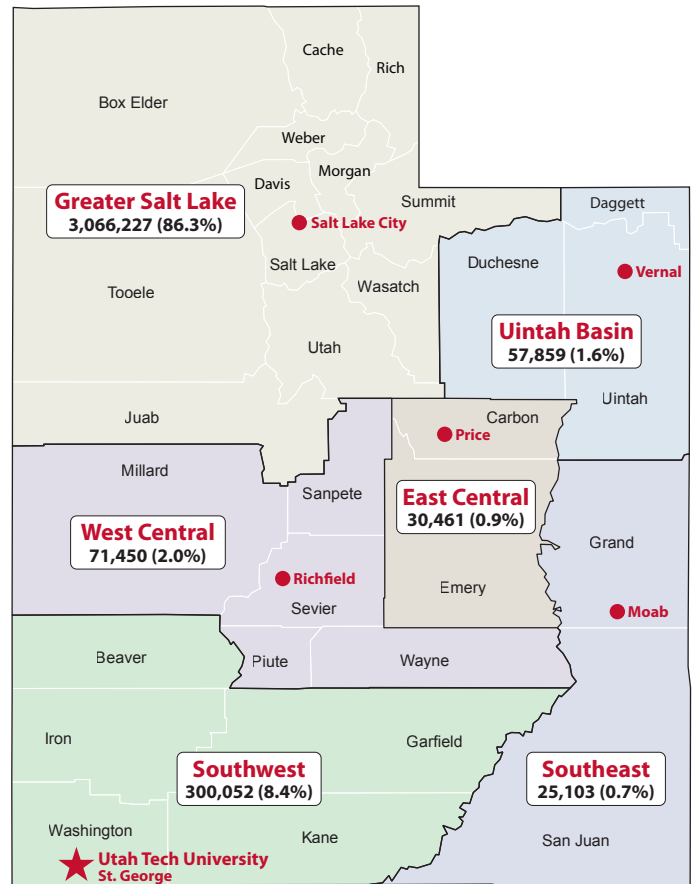 Cache
Rich
Box Elder
Weber
Morgan
Davis
Greater Salt Lake
3,066,227 (86.3%)
Summit
Daggett
Salt Lake City
Duchesne
Salt Lake
Vernal
Wasatch
Tooele
Uintah Basin
57,859 (1.6%)
Utah
Uintah
Juab
Carbon
Price
Millard
Sanpete
East Central
30,461 (0.9%)
West Central
71,450 (2.0%)
Grand
Richfield
Emery
Sevier
Moab
Beaver
Piute
Wayne
Iron
Garfield
Southwest
300,052 (8.4%)
Southeast
25,103 (0.7%)
Washington
Kane
San Juan
Utah Tech University
St. George